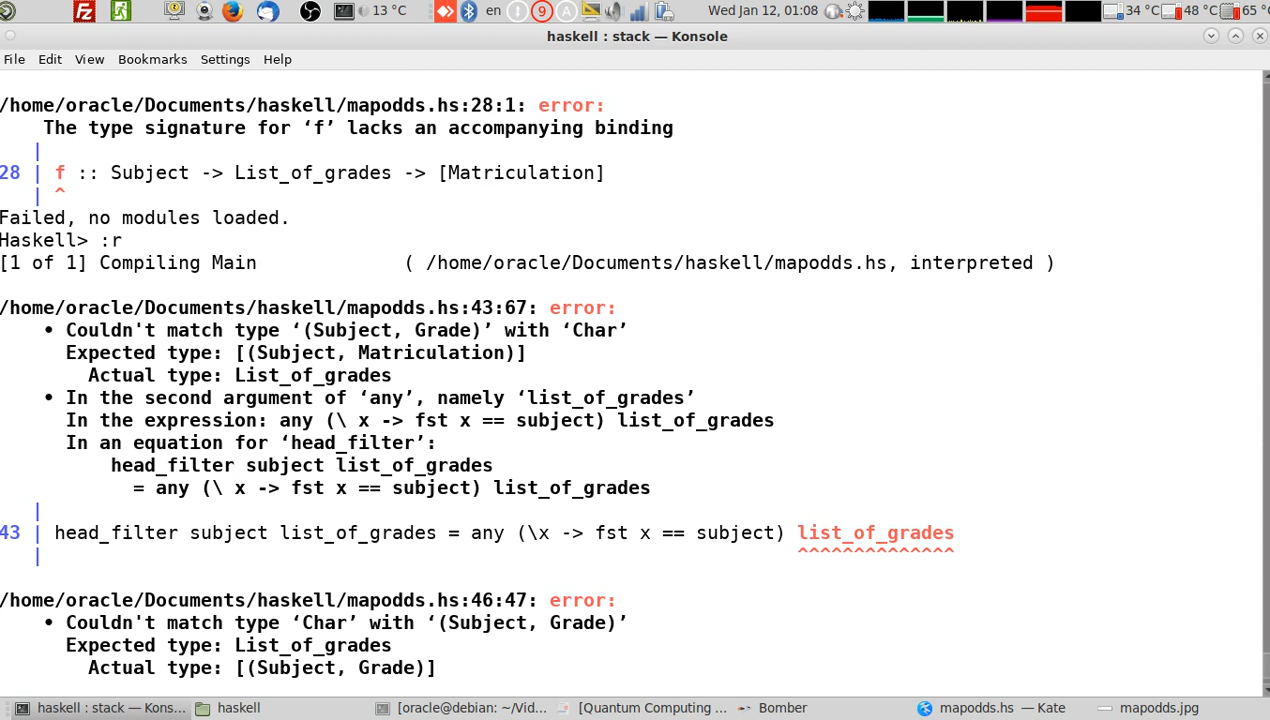 13 °C
en
9
A
Wed Jan 12, 01:08
34 °C
48 °C
65 °
haskell : stack — Konsole
File Edit View Bookmarks Settings Help
/home/oracle/Documents/haskell/mapodds.hs:28:1: error:
The type signature for ‘f’ lacks an accompanying binding
|
28 | f :: Subject -> List_of_grades -> [Matriculation]
| ^
Failed, no modules loaded.
Haskell> :r
[1 of 1] Compiling Main ( /home/oracle/Documents/haskell/mapodds.hs, interpreted )
/home/oracle/Documents/haskell/mapodds.hs:43:67: error:
• Couldn't match type ‘(Subject, Grade)’ with ‘Char’
Expected type: [(Subject, Matriculation)]
Actual type: List_of_grades
• In the second argument of ‘any’, namely ‘list_of_grades’
In the expression: any (\ x -> fst x == subject) list_of_grades
In an equation for ‘head_filter’:
head_filter subject list_of_grades
= any (\ x -> fst x == subject) list_of_grades
|
43 | head_filter subject list_of_grades = any (\x -> fst x == subject) list_of_grades
| ^^^^^^^^^^^^^^
/home/oracle/Documents/haskell/mapodds.hs:46:47: error:
• Couldn't match type ‘Char’ with ‘(Subject, Grade)’
Expected type: List_of_grades
Actual type: [(Subject, Grade)]
haskell : stack — Kons...
haskell
[oracle@debian: ~/Vid...
[Quantum Computing ...
Bomber
mapodds.hs — Kate
mapodds.jpg